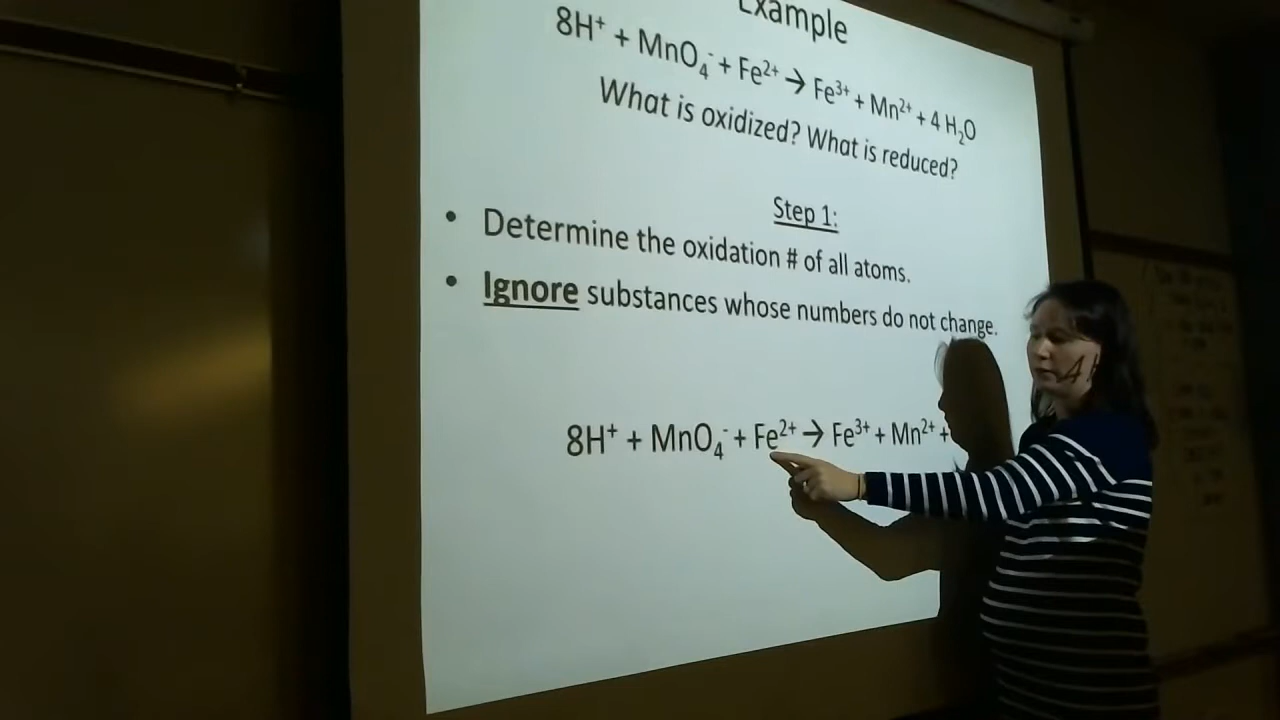 Example
8H⁺ + MnO₄⁻ + Fe²⁺ → Fe³⁺ + Mn²⁺ + 4 H₂O
What is oxidized? What is reduced?
Step 1:
• Determine the oxidation # of all atoms.
• Ignore substances whose numbers do not change.
8H⁺ + MnO₄⁻ + Fe²⁺ → Fe³⁺ + Mn²⁺ +